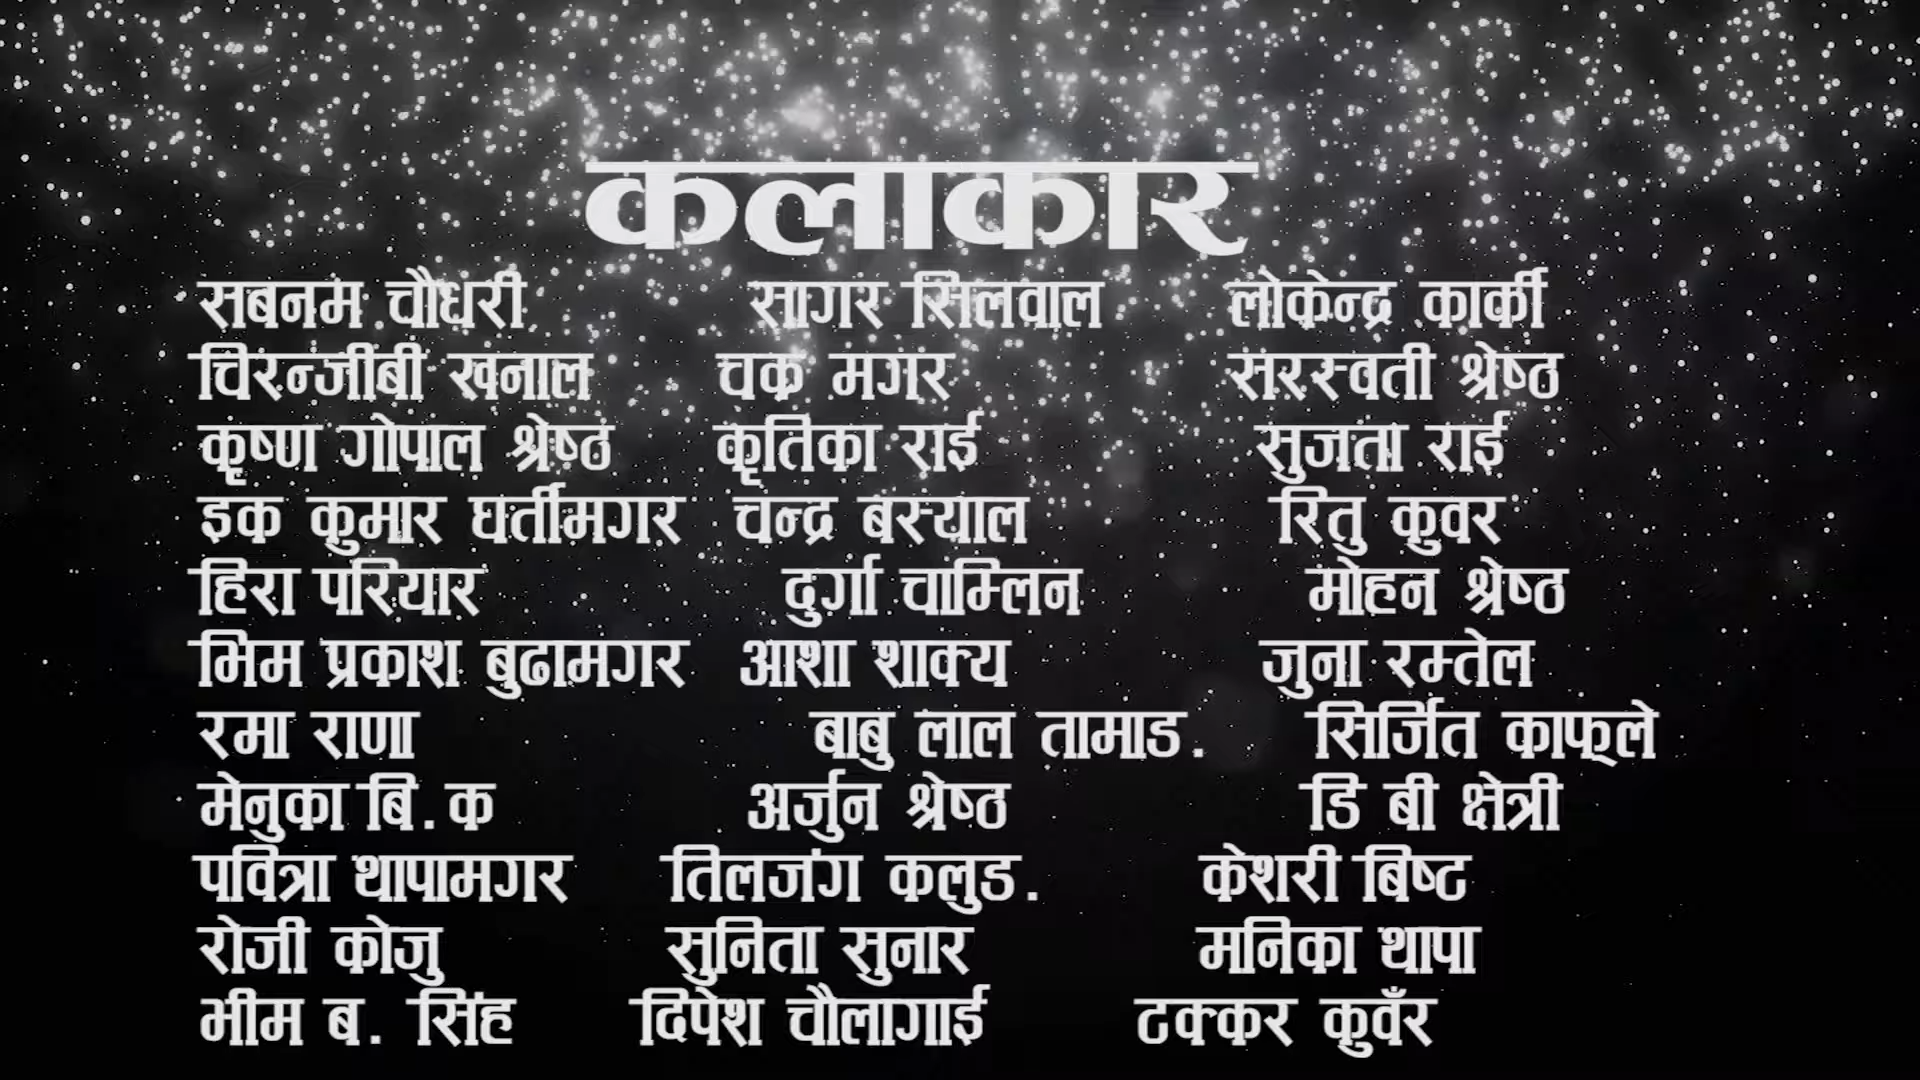 कलाकार
सबनम चौधरी सागर सिलवाल लोकेन्द्र कार्की
चिरन्जीबी खनाल चक्र मगर सरस्वती श्रेष्ठ
कृष्ण गोपाल श्रेष्ठ कृतिका राई सुजता राई
इक कुमार घर्तीमगर चन्द्र बस्याल रितु कुवर
हिरा परियार दुर्गा चाम्लिन मोहन श्रेष्ठ
भिम प्रकाश बुढामगर आशा शाक्य जुना रम्तेल
रमा राणा बाबु लाल तामाड. सिर्जित काफ्ले
मेनुका बि.क अर्जुन श्रेष्ठ डि बी क्षेत्री
पवित्रा थापामगर तिलजंग कलुड. केशरी बिष्ट
रोजी कोजु सुनिता सुनार मनिका थापा
भीम ब. सिंह दिपेश चौलागाई टक्कर कुवँर